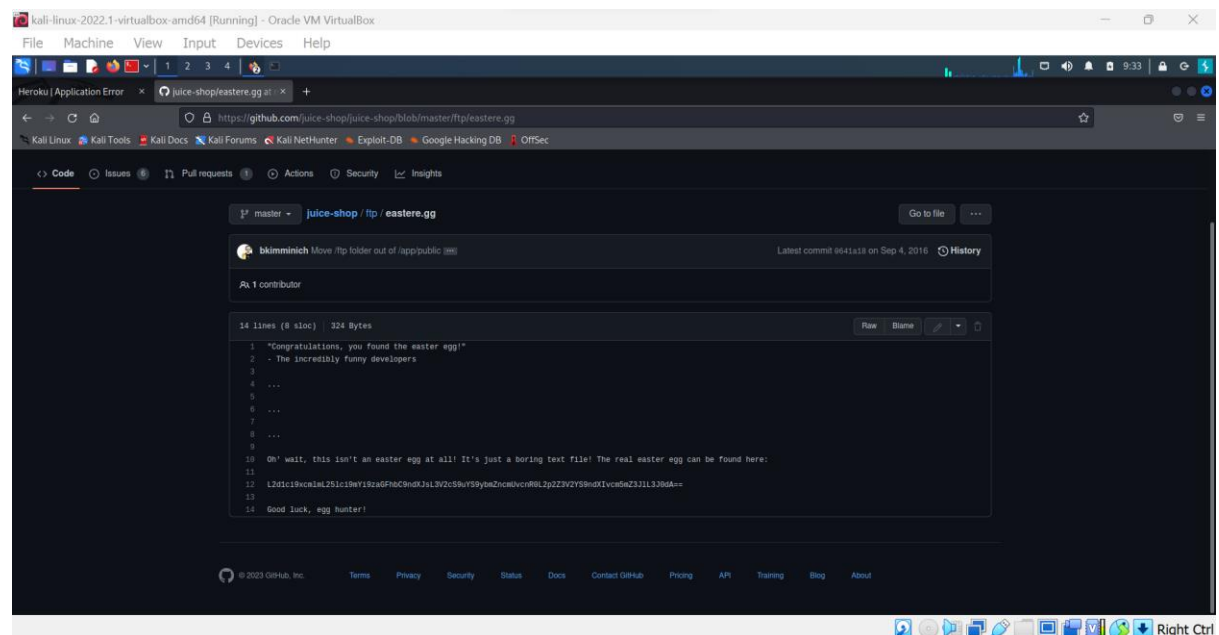 kali-linux-2022.1-virtualbox-amd64 [Running] - Oracle VM VirtualBox
File Machine View Input Devices Help
1 2 3 4
9:33
Heroku | Application Error
juice-shop/eastere.gg at
https://github.com/juice-shop/juice-shop/blob/master/ftp/eastere.gg
Kali Linux Kali Tools Kali Docs Kali Forums Kali NetHunter Exploit-DB Google Hacking DB OffSec
<> Code Issues 6 Pull requests 1 Actions Security Insights
master juice-shop / ftp / eastere.gg Go to file ...
bkimminich Move /ftp folder out of /app/public ... Latest commit 0641a18 on Sep 4, 2016 History
1 contributor
14 lines (8 sloc) 324 Bytes Raw Blame
1 "Congratulations, you found the easter egg!"
2 - The incredibly funny developers
3
4 ...
5
6 ...
7
8 ...
9
10 Oh' wait, this isn't an easter egg at all! It's just a boring text file! The real easter egg can be found here:
11
12 L2d1ci9xcmlmL25lci9mYi9zaGFhbC9ndXJsL3V2cS9uYS9ybmZncmUvcnR0L2p2Z3V2YS9ndXIvcm5mZ3JlL3J0dA==
13
14 Good luck, egg hunter!
© 2023 GitHub, Inc. Terms Privacy Security Status Docs Contact GitHub Pricing API Training Blog About
Right Ctrl